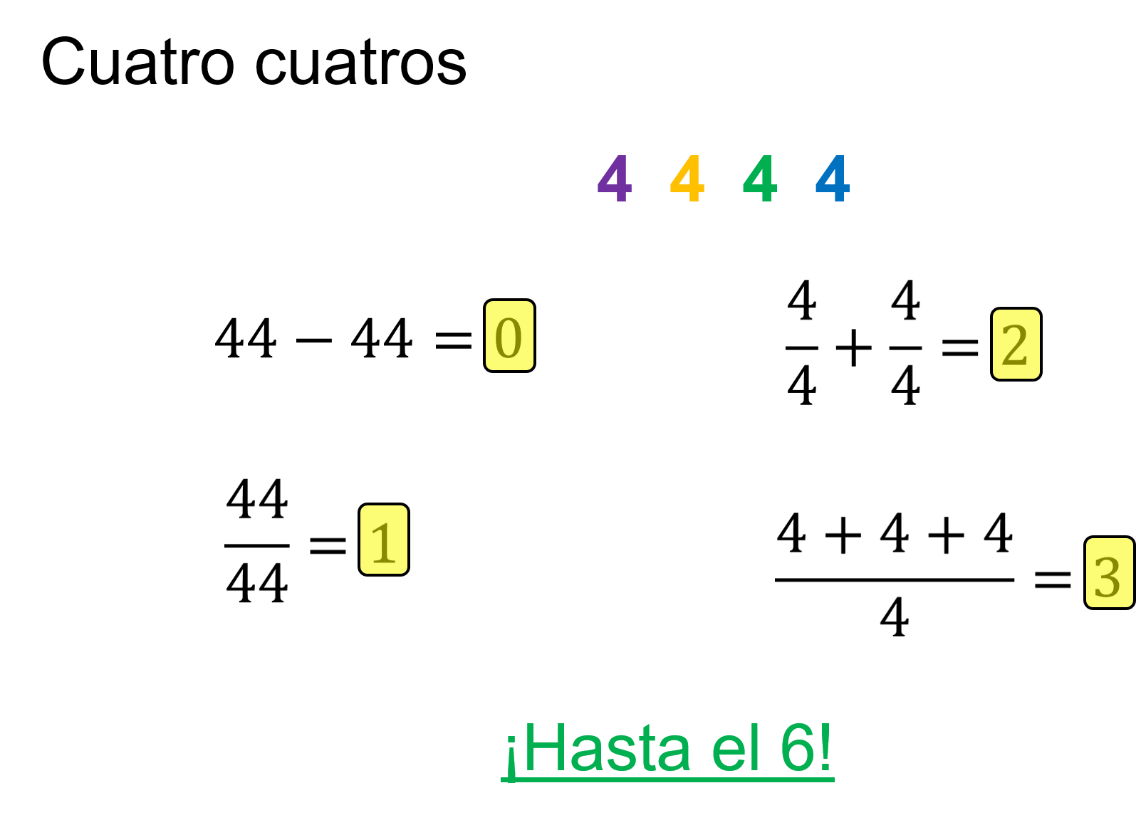 Cuatro cuatros
4 4 4 4
44 − 44 = 0
4/4 + 4/4 = 2
44/44 = 1
(4 + 4 + 4)/4 = 3
¡Hasta el 6!